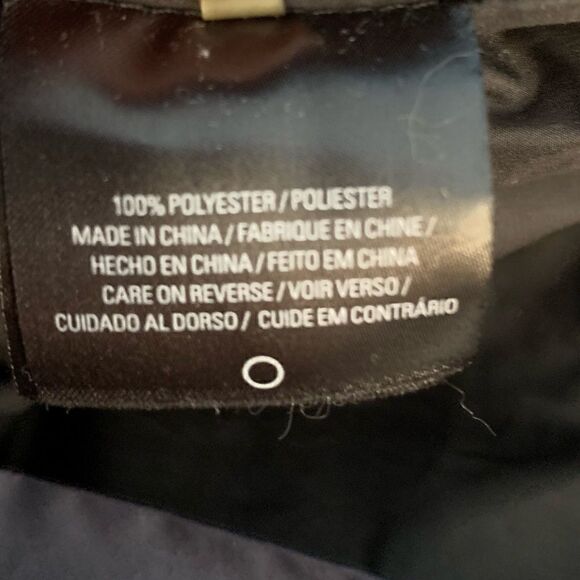 100% POLYESTER / POLIESTER
MADE IN CHINA / FABRIQUE EN CHINE /
HECHO EN CHINA / FEITO EM CHINA
CARE ON REVERSE / VOIR VERSO /
CUIDADO AL DORSO / CUIDE EM CONTRÁRIO